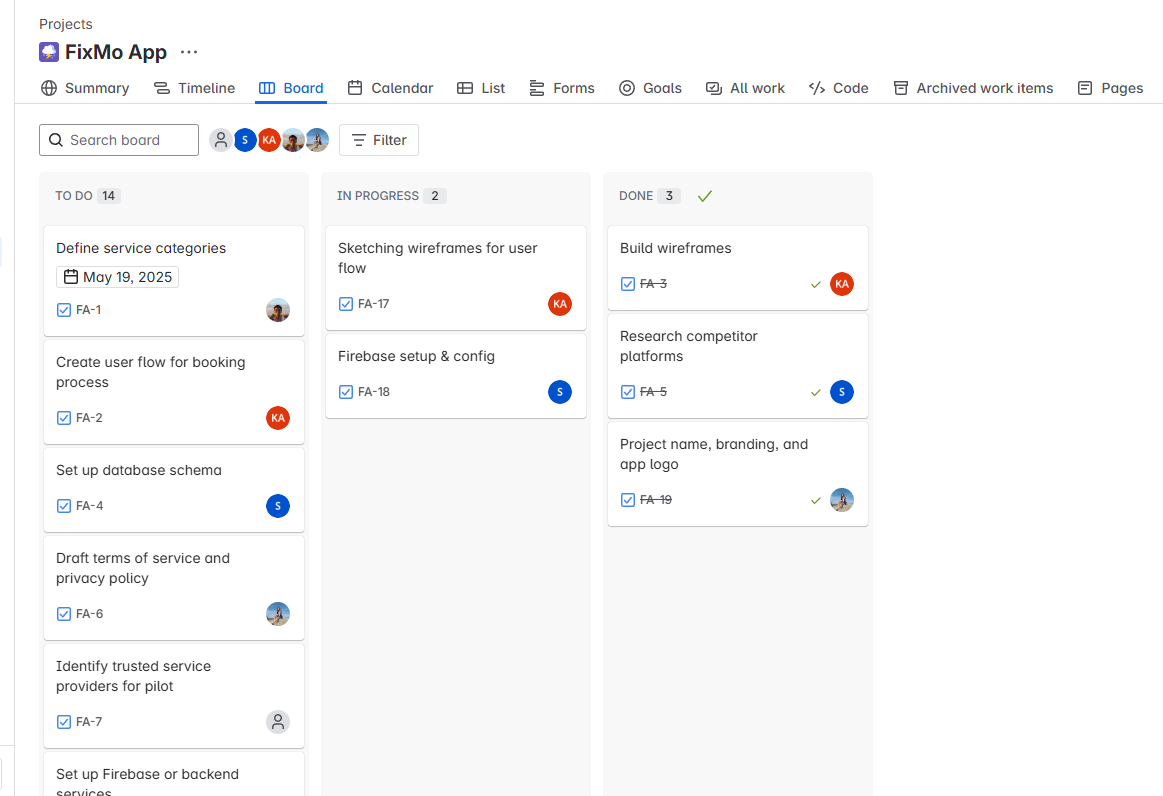 Projects
FixMo App
Summary Timeline Board Calendar List Forms Goals All work Code Archived work items Pages
Search board S KA Filter
TO DO 14
Define service categories
May 19, 2025
FA-1
Create user flow for booking
process
FA-2 KA
Set up database schema
FA-4 S
Draft terms of service and
privacy policy
FA-6
Identify trusted service
providers for pilot
FA-7
Set up Firebase or backend
services
IN PROGRESS 2
Sketching wireframes for user
flow
FA-17 KA
Firebase setup & config
FA-18 S
DONE 3
Build wireframes
FA-3 KA
Research competitor
platforms
FA-5 S
Project name, branding, and
app logo
FA-19